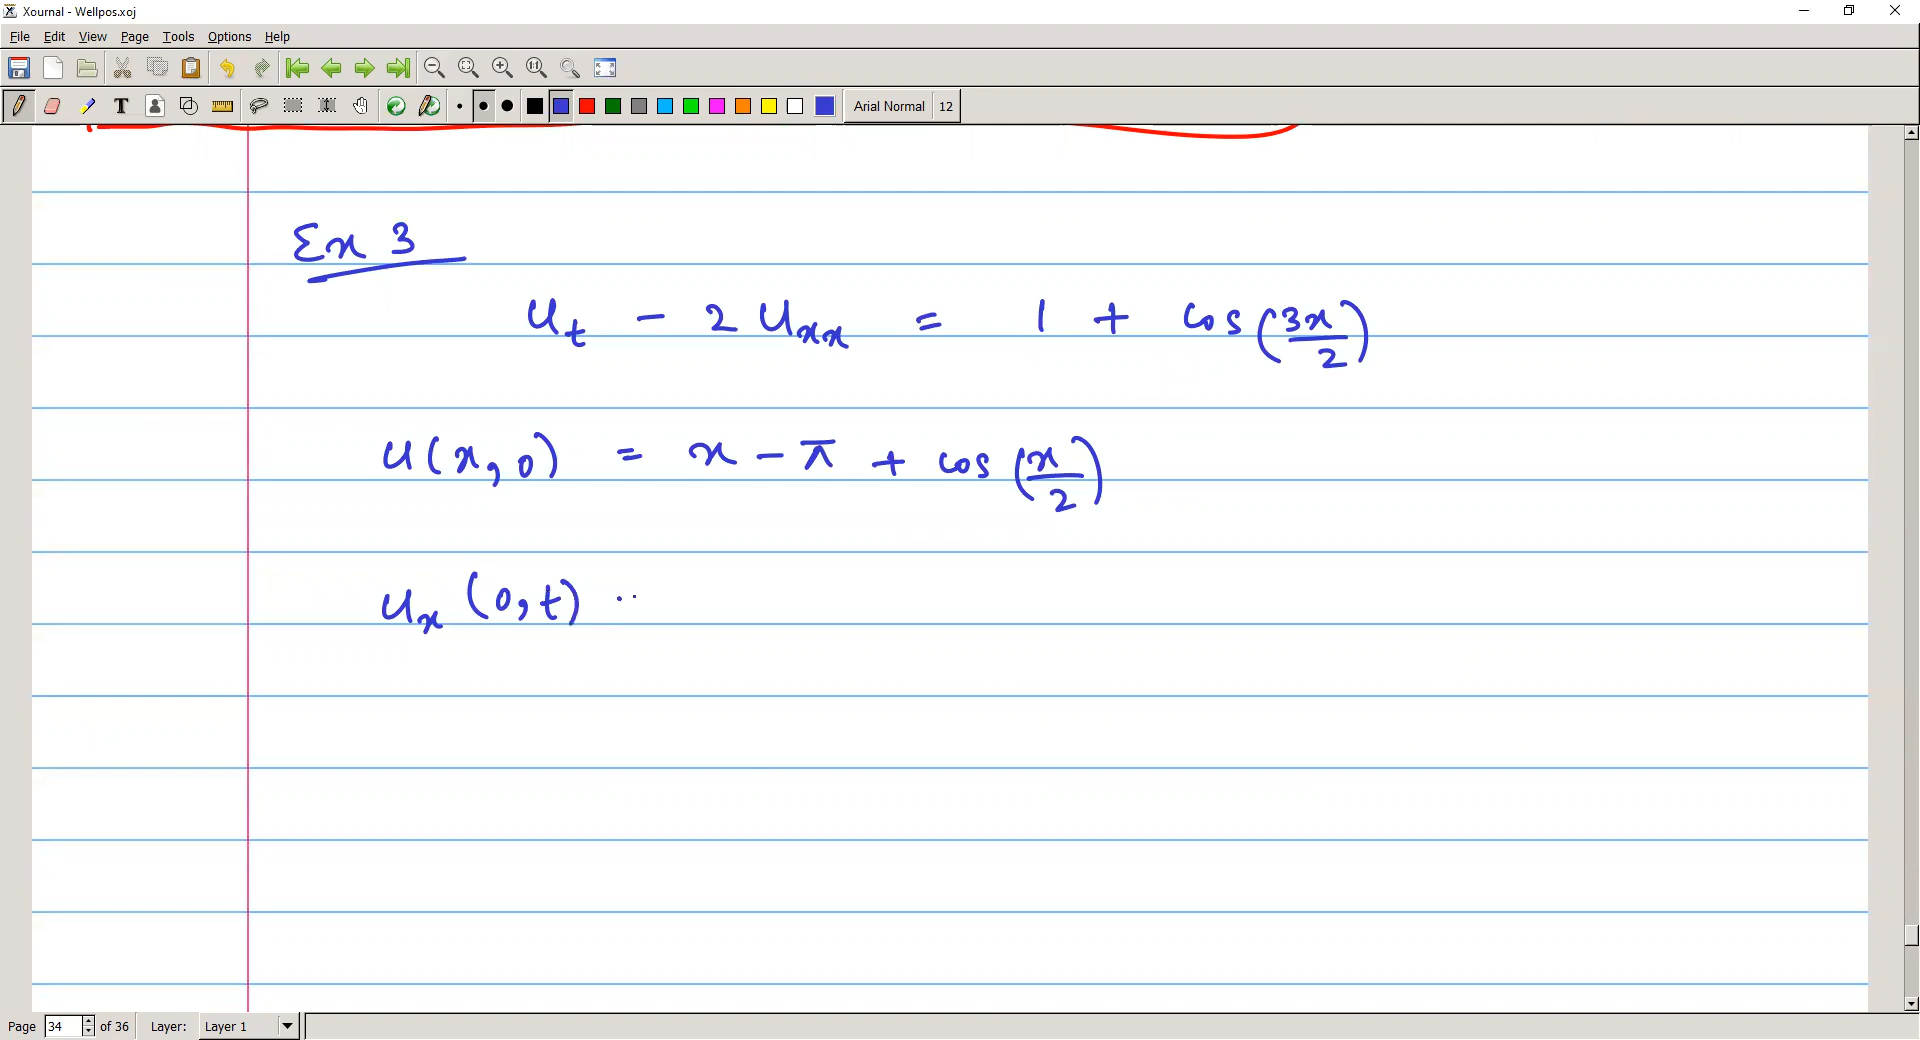 Xournal - Wellpos.xoj
File Edit View Page Tools Options Help
T Arial Normal 12
Ex 3
u_t - 2 u_xx = 1 + cos(3x/2)
u(x,0) = x - π + cos(x/2)
u_x (0,t)
Page 34 of 36 Layer: Layer 1